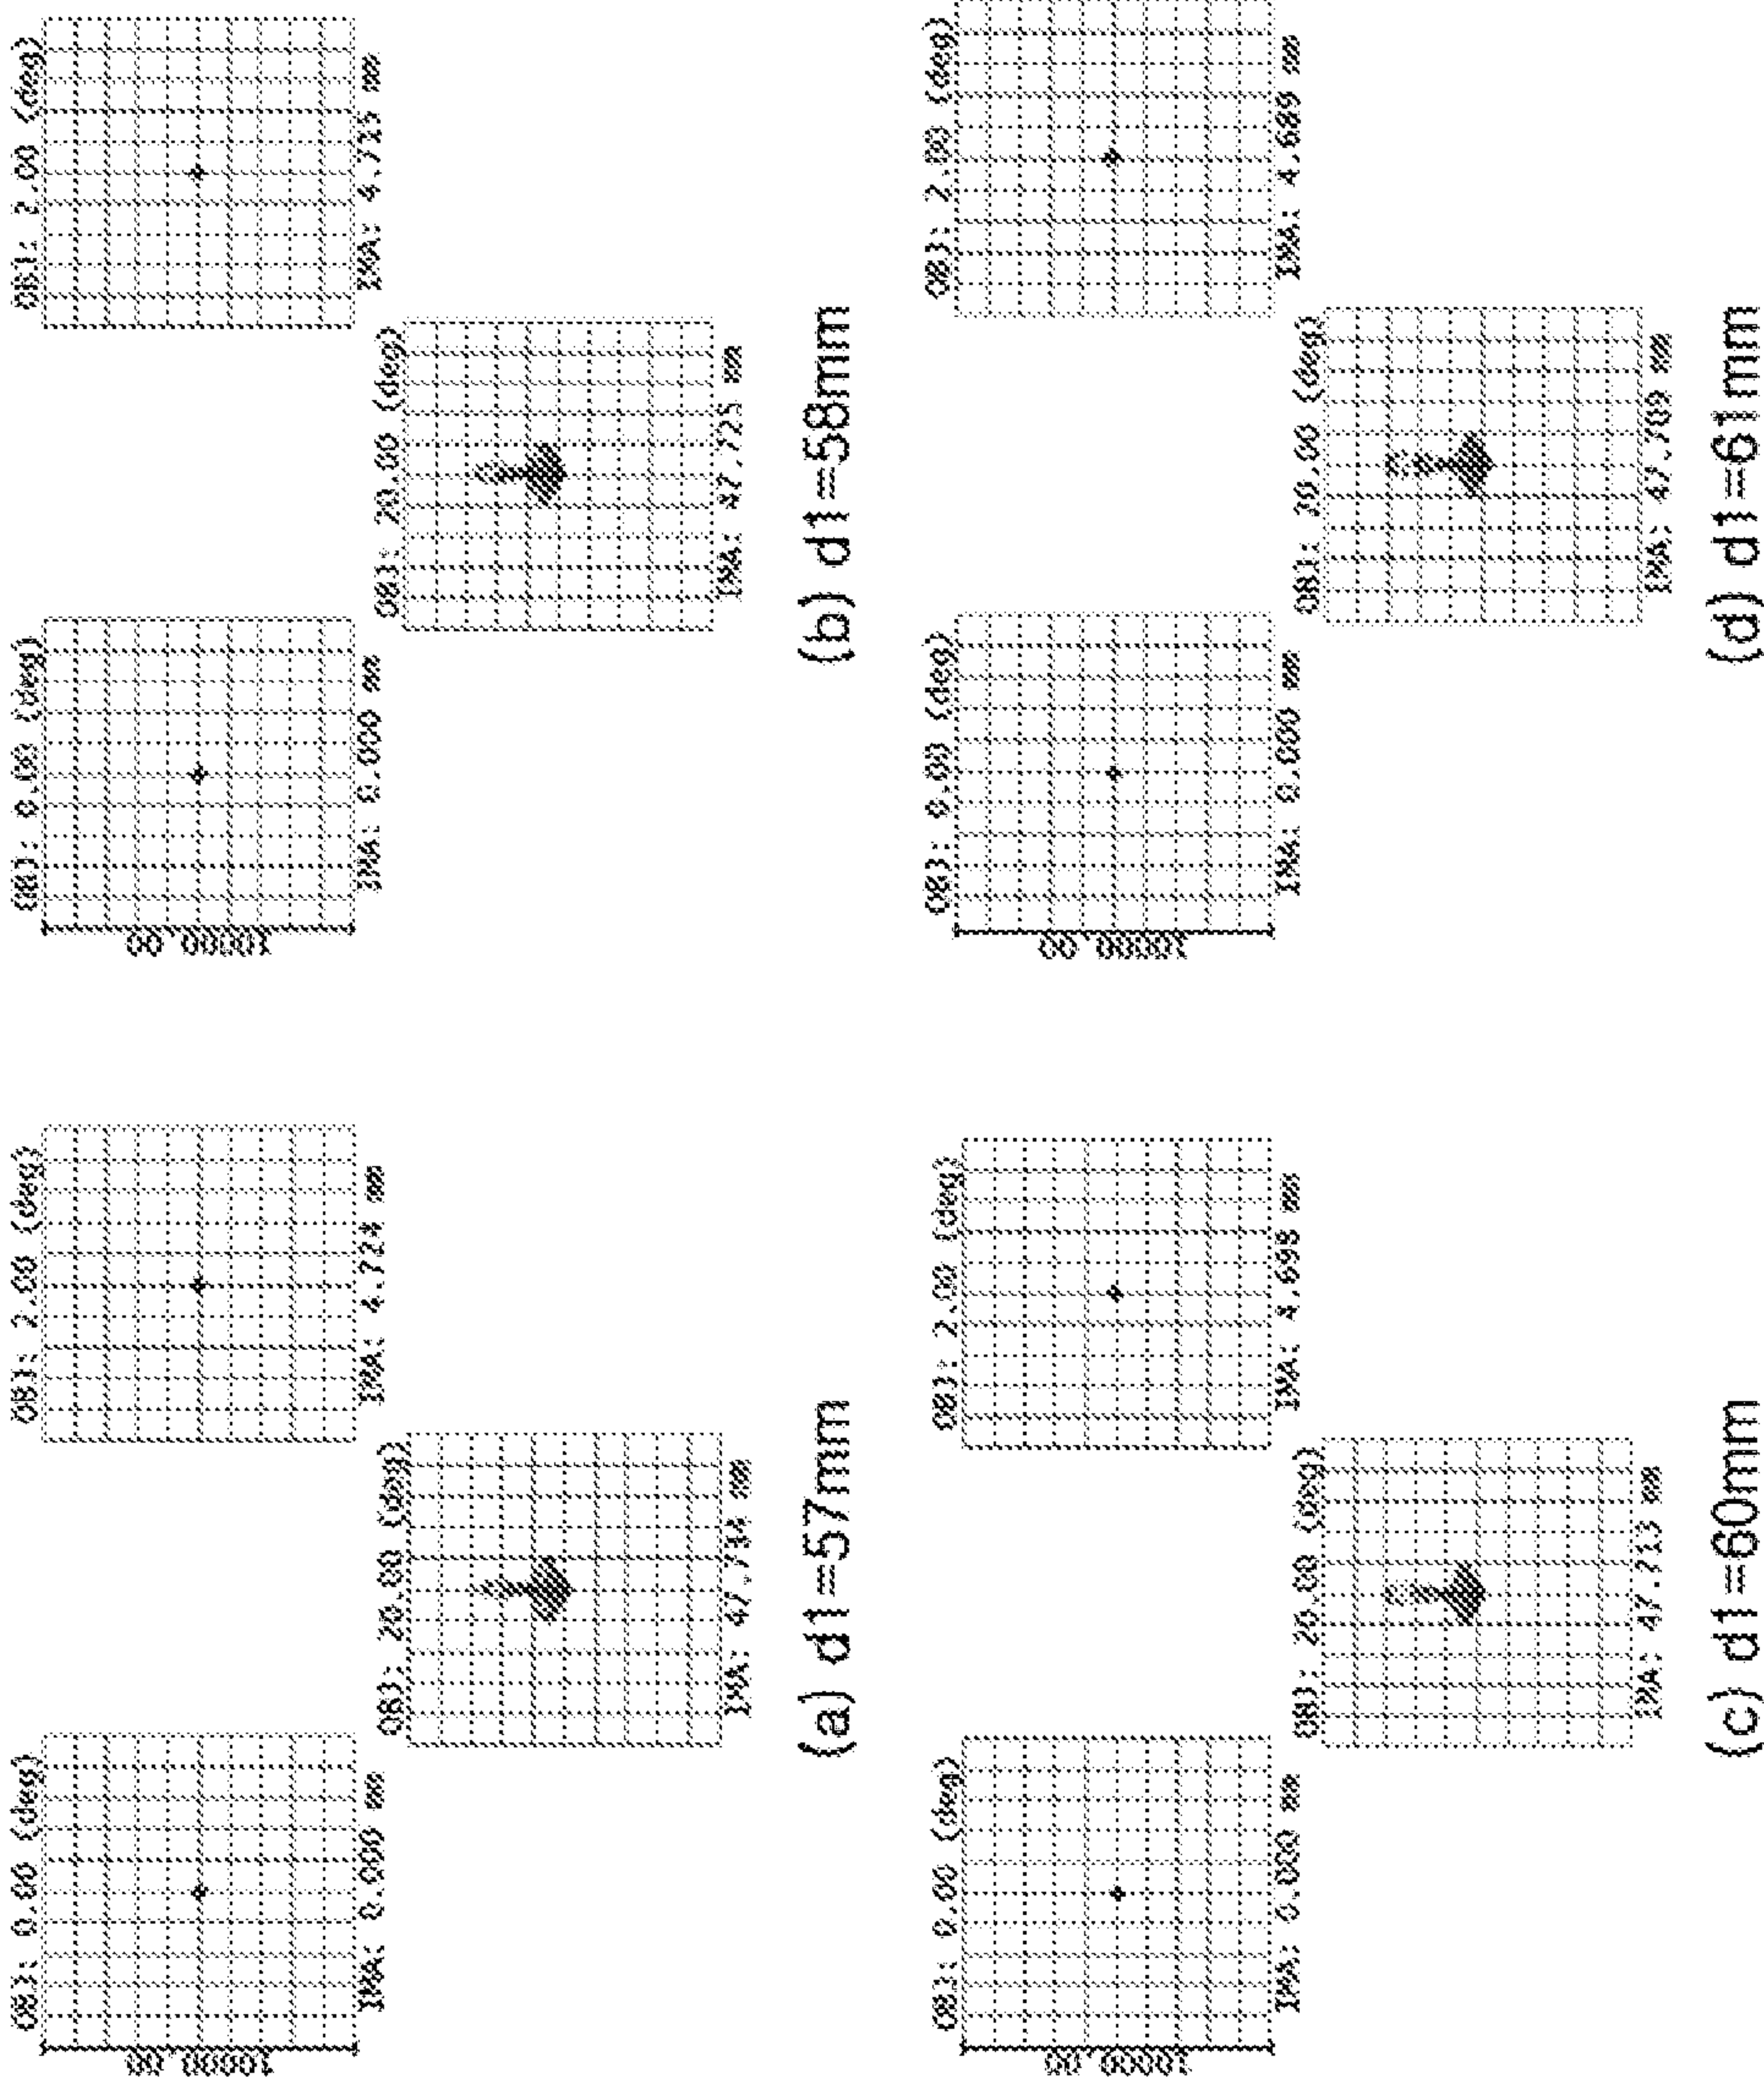 OBJ: 0.00 (deg)
OBJ: 2.00 (deg)
10000.00
IMA: 0.000 mm
IMA: 4.724 mm
OBJ: 20.00 (deg)
IMA: 47.734 mm
(a) d1=57mm
OBJ: 0.00 (deg)
OBJ: 2.00 (deg)
10000.00
IMA: 0.000 mm
IMA: 4.715 mm
OBJ: 20.00 (deg)
IMA: 47.725 mm
(b) d1=58mm
OBJ: 0.00 (deg)
OBJ: 2.00 (deg)
10000.00
IMA: 0.000 mm
IMA: 4.698 mm
OBJ: 20.00 (deg)
IMA: 47.713 mm
(c) d1=60mm
OBJ: 0.00 (deg)
OBJ: 2.00 (deg)
10000.00
IMA: 0.000 mm
IMA: 4.689 mm
OBJ: 20.00 (deg)
IMA: 47.709 mm
(d) d1=61mm